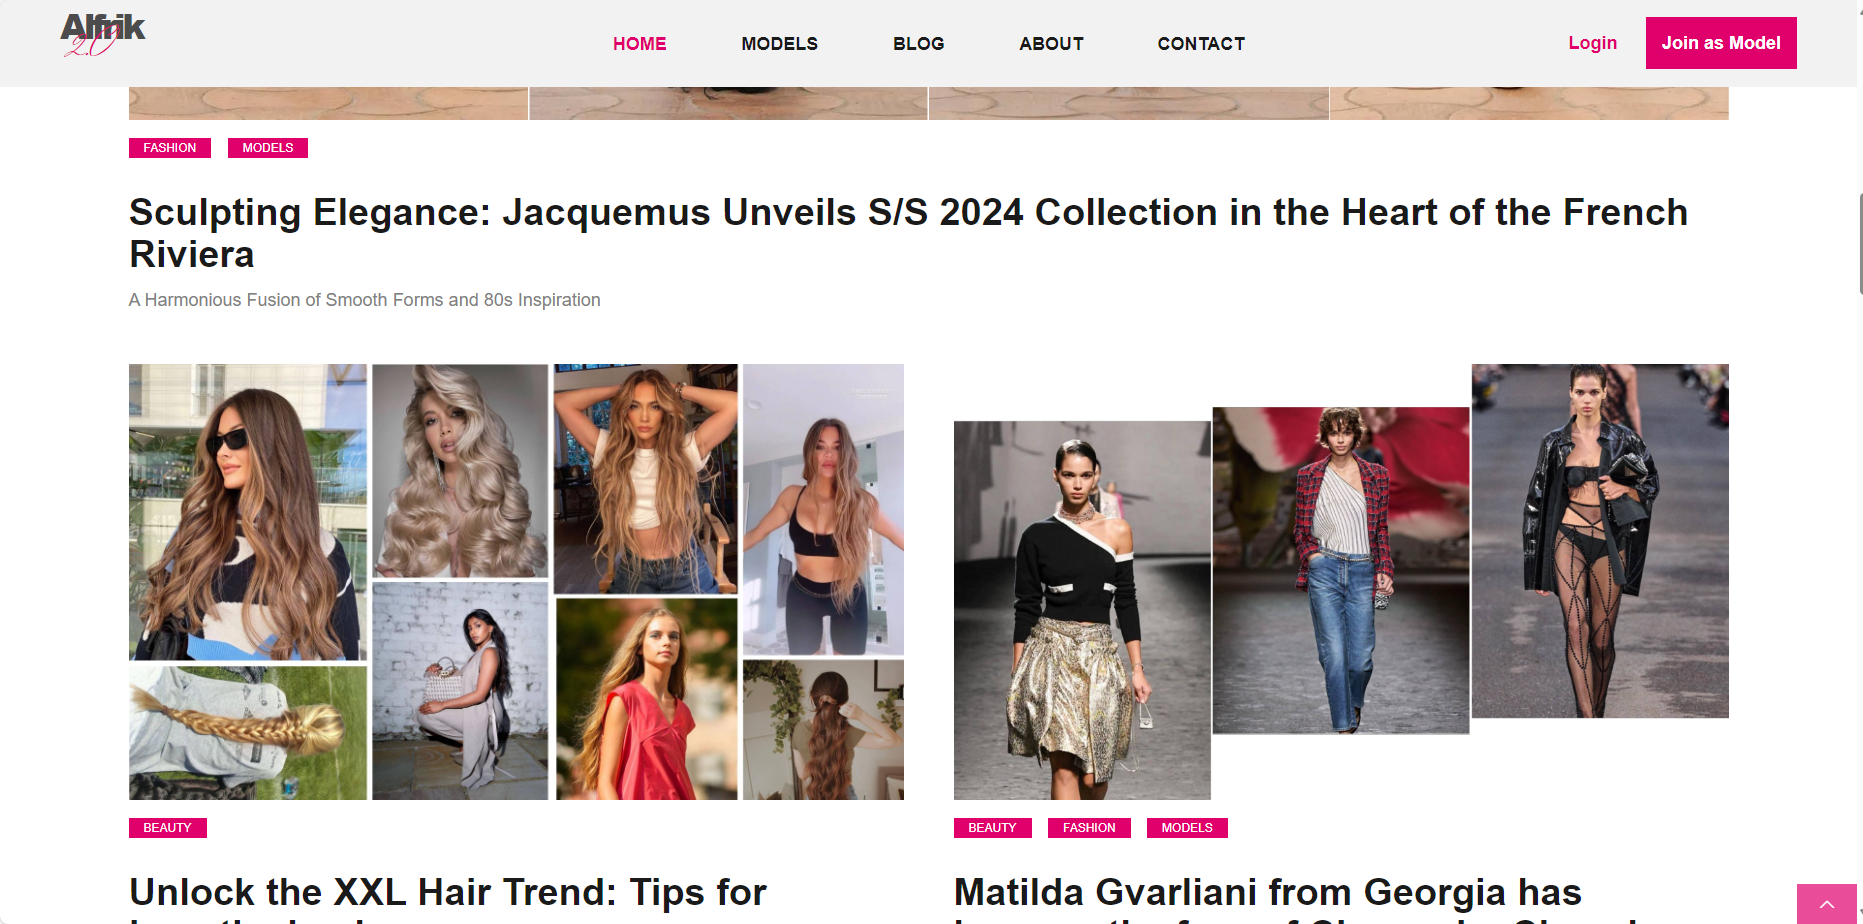 Alfrik
2.0
HOME MODELS BLOG ABOUT CONTACT
Login Join as Model
FASHION MODELS
Sculpting Elegance: Jacquemus Unveils S/S 2024 Collection in the Heart of the French
Riviera
A Harmonious Fusion of Smooth Forms and 80s Inspiration
BEAUTY
BEAUTY FASHION MODELS
Unlock the XXL Hair Trend: Tips for
Matilda Gvarliani from Georgia has